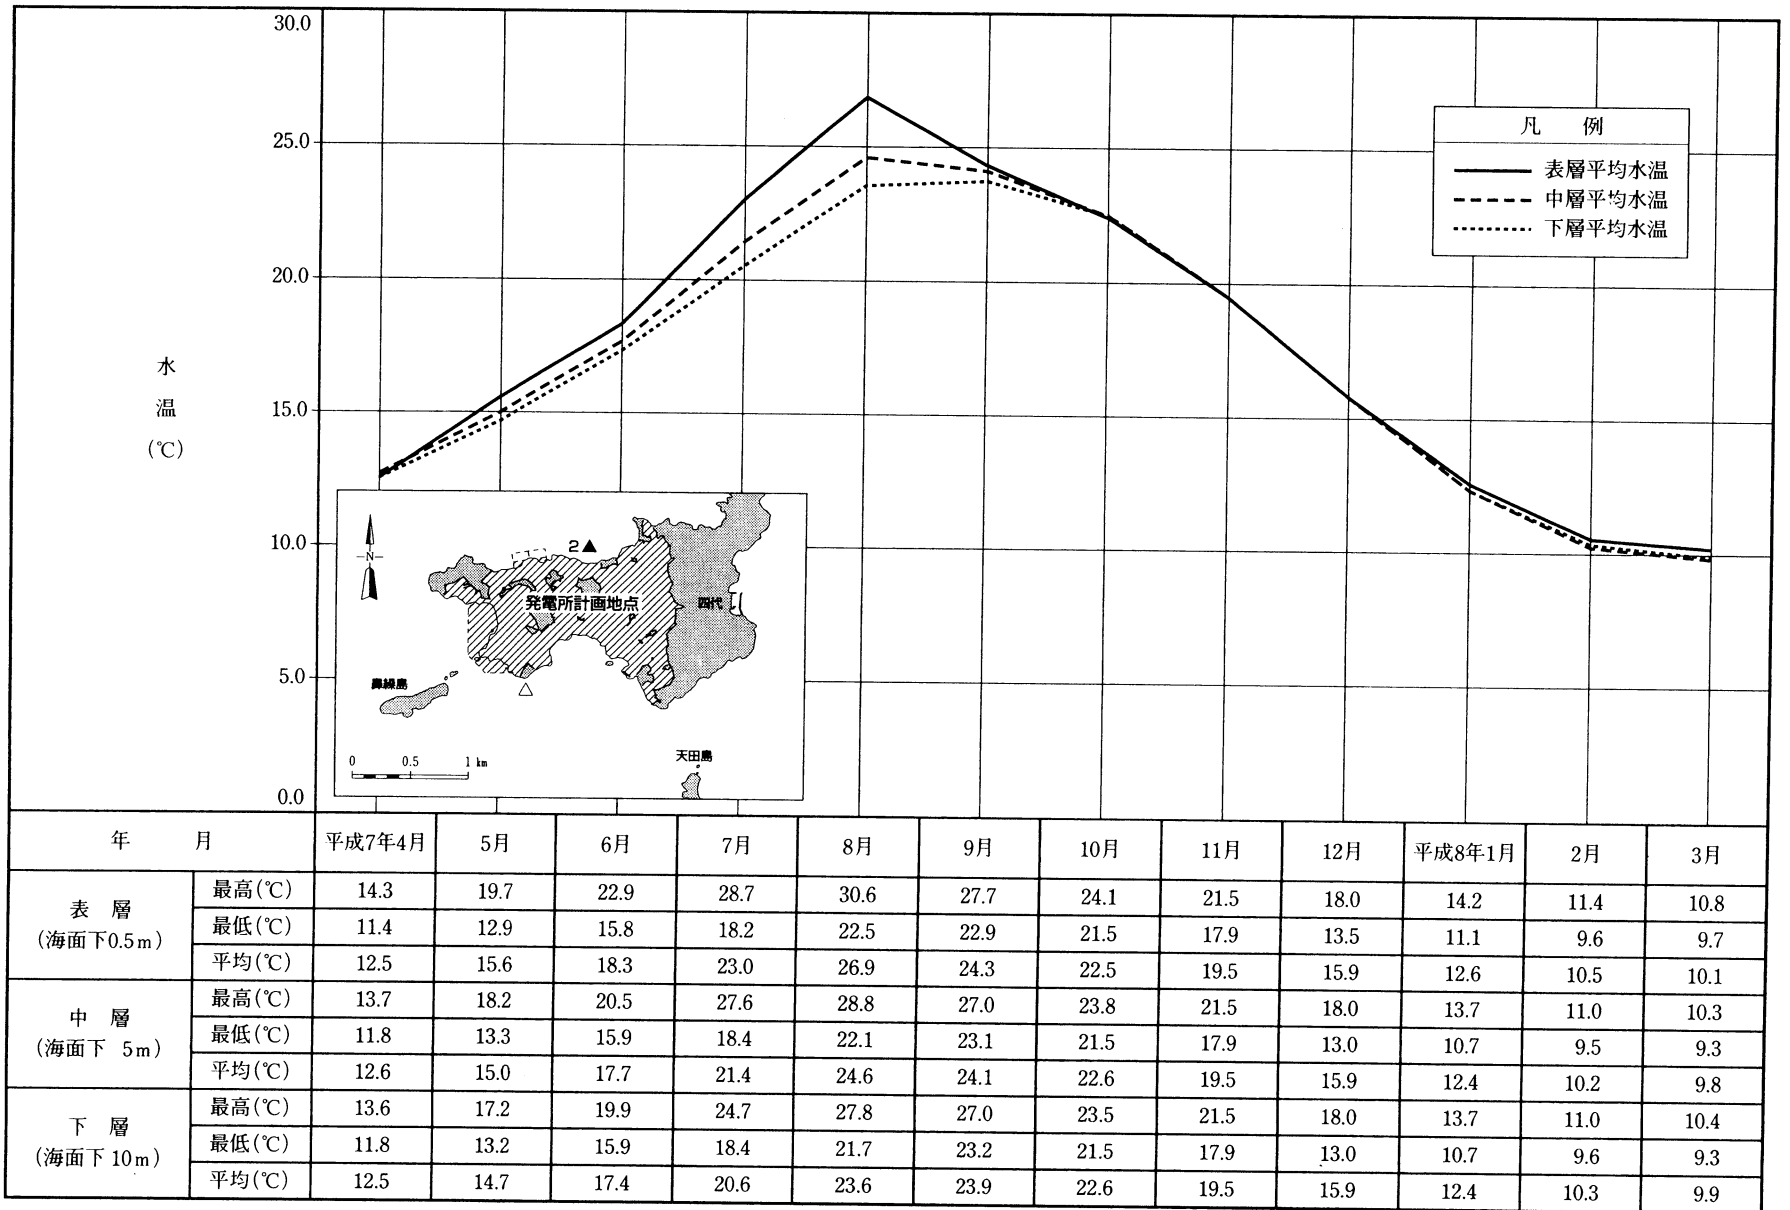 30.0
25.0
20.0
15.0
10.0
5.0
0.0
水
温
(℃)
凡　例
表層平均水温
中層平均水温
下層平均水温
N
2
発電所計画地点
四代
鼻繰島
天田島
0 0.5 1 km
年　月 平成7年4月 5月 6月 7月 8月 9月 10月 11月 12月 平成8年1月 2月 3月
表　層
(海面下0.5m)
最高(℃) 14.3 19.7 22.9 28.7 30.6 27.7 24.1 21.5 18.0 14.2 11.4 10.8
最低(℃) 11.4 12.9 15.8 18.2 22.5 22.9 21.5 17.9 13.5 11.1 9.6 9.7
平均(℃) 12.5 15.6 18.3 23.0 26.9 24.3 22.5 19.5 15.9 12.6 10.5 10.1
中　層
(海面下 5m)
最高(℃) 13.7 18.2 20.5 27.6 28.8 27.0 23.8 21.5 18.0 13.7 11.0 10.3
最低(℃) 11.8 13.3 15.9 18.4 22.1 23.1 21.5 17.9 13.0 10.7 9.5 9.3
平均(℃) 12.6 15.0 17.7 21.4 24.6 24.1 22.6 19.5 15.9 12.4 10.2 9.8
下　層
(海面下 10m)
最高(℃) 13.6 17.2 19.9 24.7 27.8 27.0 23.5 21.5 18.0 13.7 11.0 10.4
最低(℃) 11.8 13.2 15.9 18.4 21.7 23.2 21.5 17.9 13.0 10.7 9.6 9.3
平均(℃) 12.5 14.7 17.4 20.6 23.6 23.9 22.6 19.5 15.9 12.4 10.3 9.9